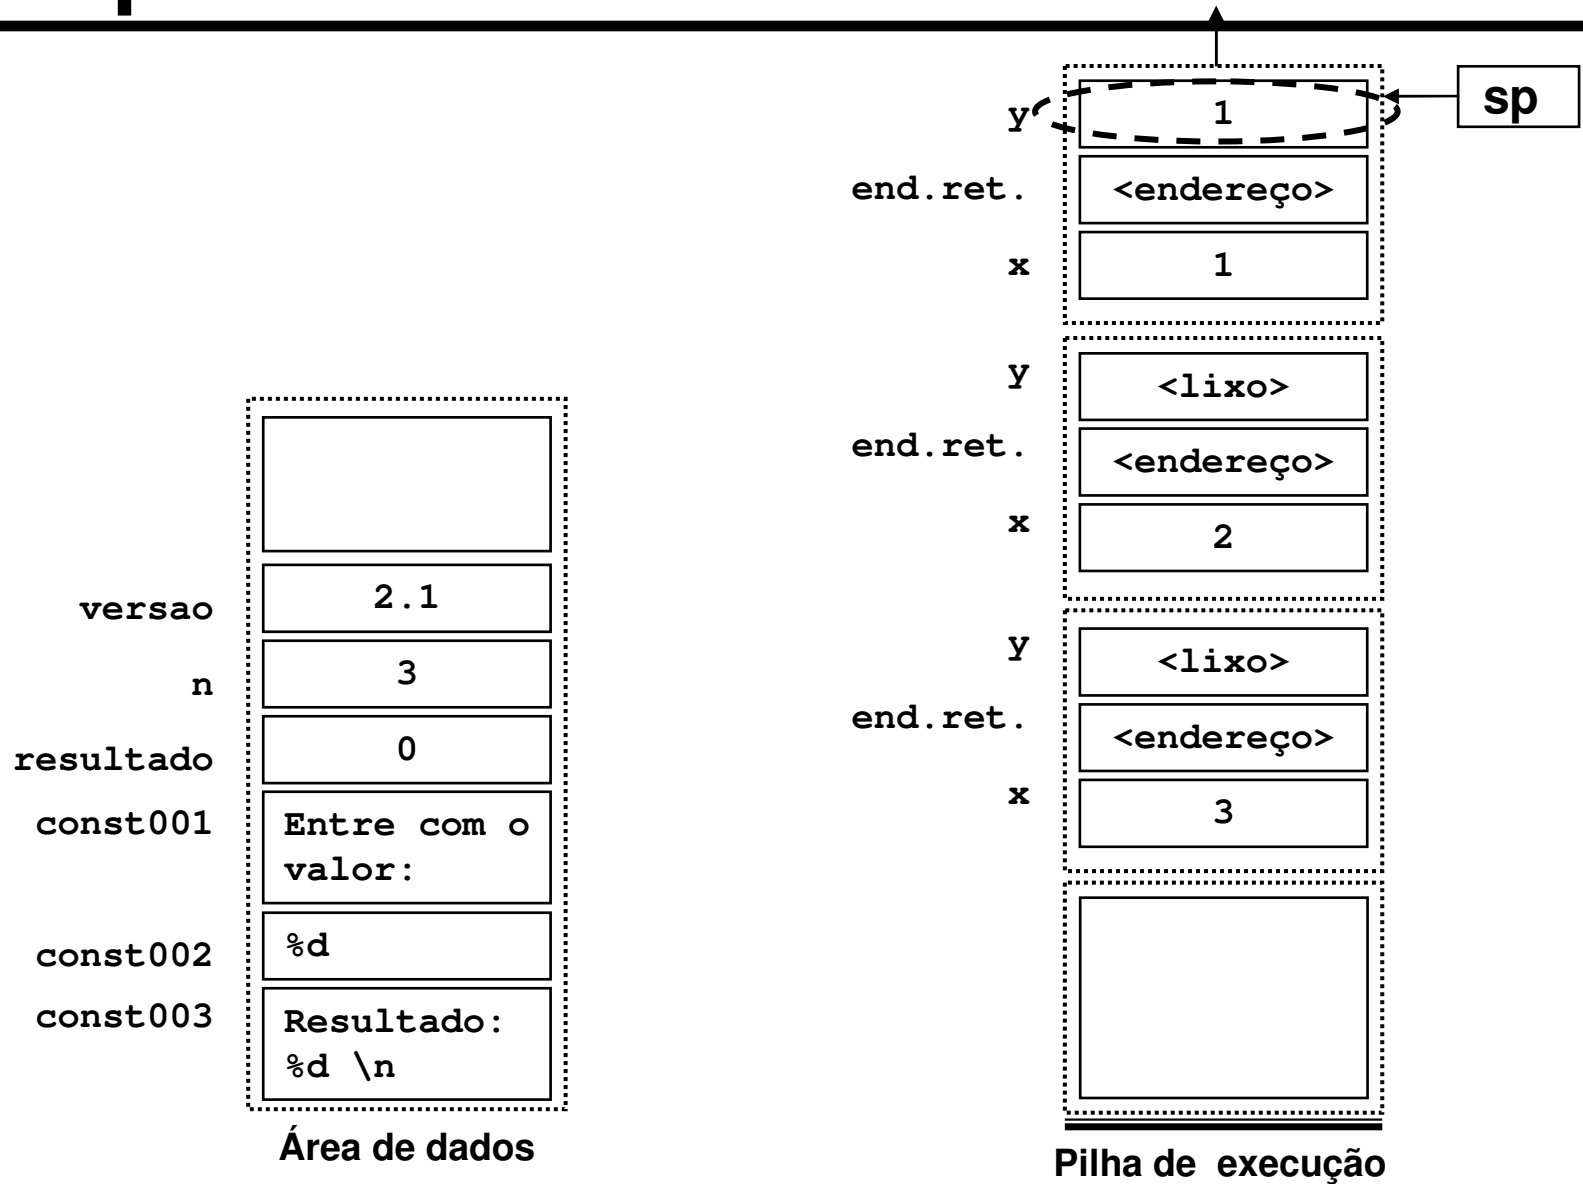 versao
2.1
n
3
resultado
0
const001
Entre com o
valor:
const002
%d
const003
Resultado:
%d \n
Área de dados
sp
y
1
end.ret.
<endereço>
x
1
y
<lixo>
end.ret.
<endereço>
x
2
y
<lixo>
end.ret.
<endereço>
x
3
Pilha de execução